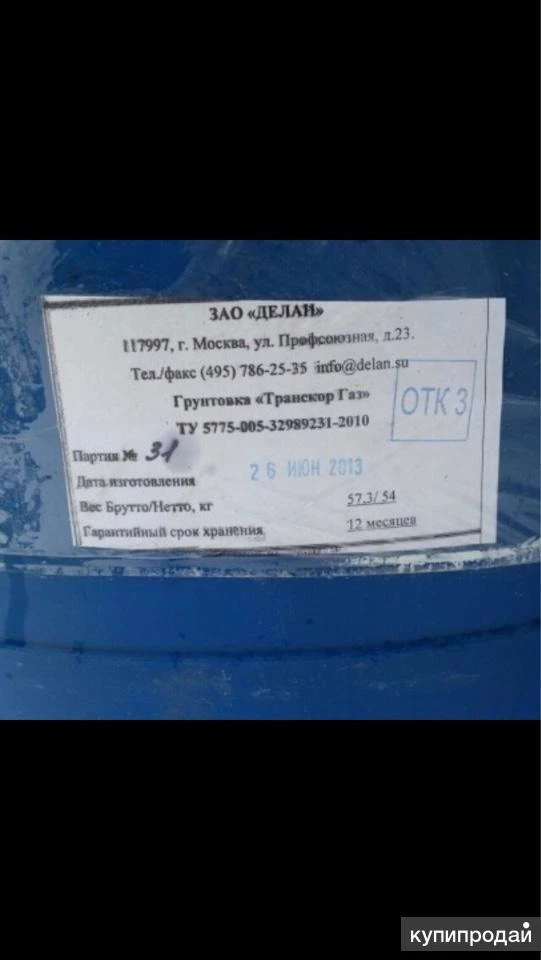 ЗАО «ДЕЛАН»
117997, г. Москва, ул. Профсоюзная, д.23.
Тел./факс (495) 786-25-35 info@delan.su
Грунтовка «Транскор Газ»
ТУ 5775-005-32989231-2010
ОТК 3
Партия № 31
Дата изготовления 26 ИЮН 2013
Вес Брутто/Нетто, кг 57,3/ 54
Гарантийный срок хранения 12 месяцев
купипродай